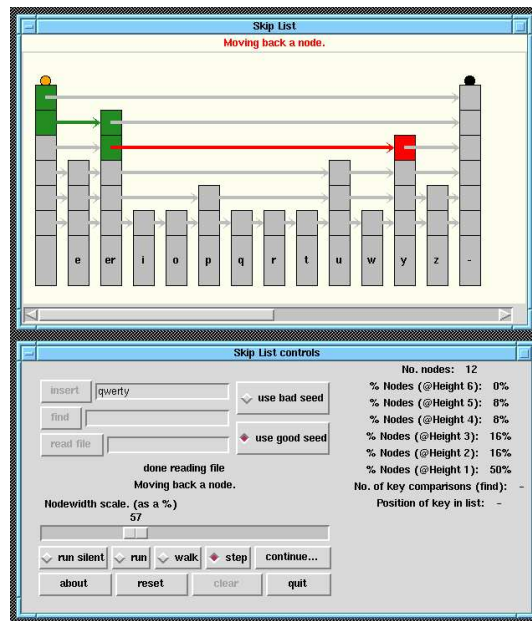 Skip List
Moving back a node.
e er i o p q r t u w y z -
Skip List controls
insert qwerty
find
read file
use bad seed
use good seed
done reading file
Moving back a node.
Nodewidth scale. (as a %)
57
run silent run walk step continue...
about reset clear quit
No. nodes: 12
% Nodes (@Height 6): 0%
% Nodes (@Height 5): 8%
% Nodes (@Height 4): 8%
% Nodes (@Height 3): 16%
% Nodes (@Height 2): 16%
% Nodes (@Height 1): 50%
No. of key comparisons (find): -
Position of key in list: -